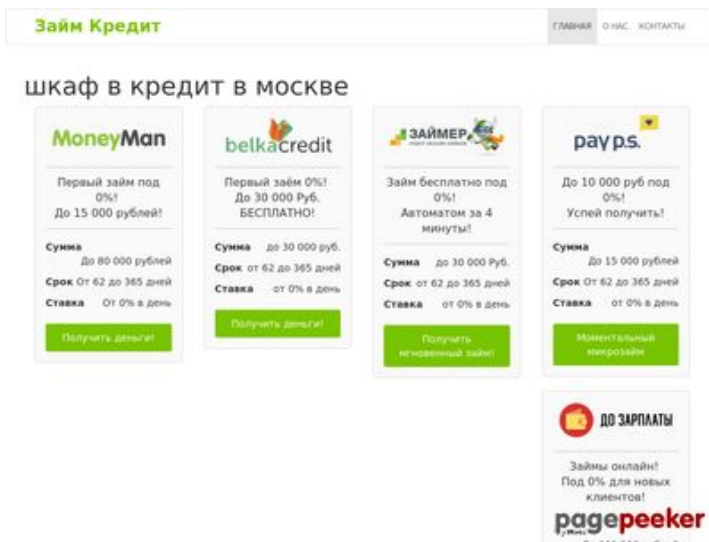 Займ Кредит
ГЛАВНАЯ О НАС КОНТАКТЫ
шкаф в кредит в москве
MoneyMan
Первый займ под
0%!
До 15 000 рублей!
Сумма
До 80 000 рублей
Срок От 62 до 365 дней
Ставка От 0% в день
Получить деньги!
belkacredit
Первый заём 0%!
До 30 000 Руб.
БЕСПЛАТНО!
Сумма до 30 000 руб.
Срок от 62 до 365 дней
Ставка от 0% в день
Получить деньги!
ЗАЙМЕР
Займ бесплатно под
0%!
Автоматом за 4
минуты!
Сумма до 30 000 Руб.
Срок от 62 до 365 дней
Ставка от 0% в день
Получить
мгновенный займ!
pay p.s.
До 10 000 руб под
0%!
Успей получить!
Сумма
До 15 000 рублей
Срок От 62 до 365 дней
Ставка От 0% в день
Моментальный
микрозайм
ДО ЗАРПЛАТЫ
Займы онлайн!
Под 0% для новых
клиентов!
pagepeeker